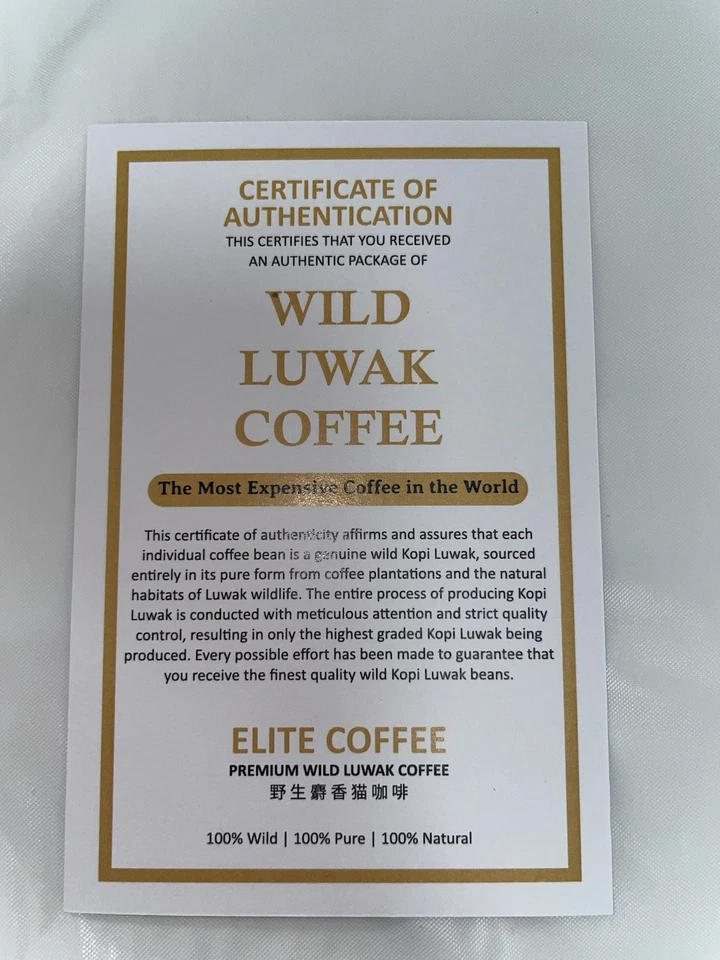 CERTIFICATE OF
AUTHENTICATION
THIS CERTIFIES THAT YOU RECEIVED
AN AUTHENTIC PACKAGE OF
WILD
LUWAK
COFFEE
The Most Expensive Coffee in the World
This certificate of authenticity affirms and assures that each
individual coffee bean is a genuine wild Kopi Luwak, sourced
entirely in its pure form from coffee plantations and the natural
habitats of Luwak wildlife. The entire process of producing Kopi
Luwak is conducted with meticulous attention and strict quality
control, resulting in only the highest graded Kopi Luwak being
produced. Every possible effort has been made to guarantee that
you receive the finest quality wild Kopi Luwak beans.
ELITE COFFEE
PREMIUM WILD LUWAK COFFEE
野生麝香猫咖啡
100% Wild | 100% Pure | 100% Natural